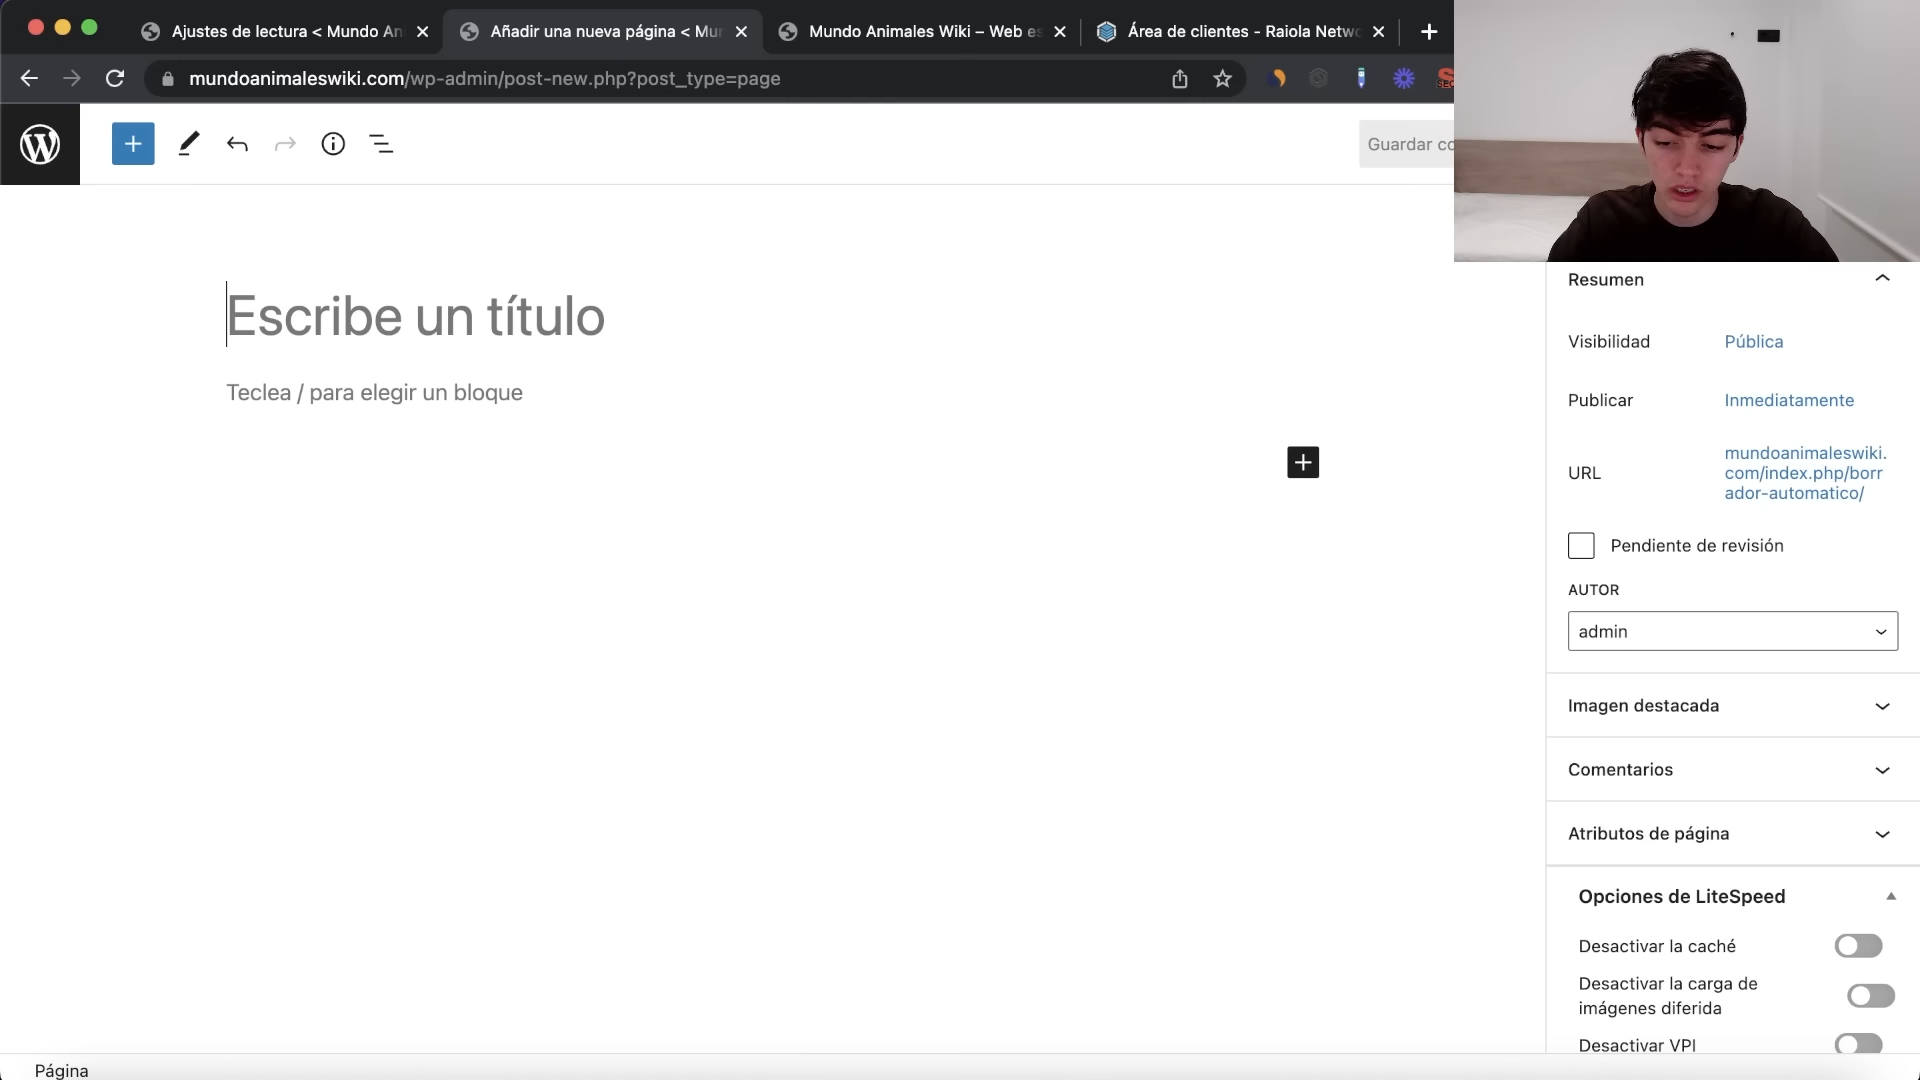 Ajustes de lectura < Mundo An
Añadir una nueva página < Mu
Mundo Animales Wiki – Web es
Área de clientes - Raiola Netwo
mundoanimaleswiki.com/wp-admin/post-new.php?post_type=page
SEC
Guardar co
Escribe un título
Teclea / para elegir un bloque
Resumen
Visibilidad Pública
Publicar Inmediatamente
URL mundoanimaleswiki.
com/index.php/borr
ador-automatico/
Pendiente de revisión
AUTOR
admin
Imagen destacada
Comentarios
Atributos de página
Opciones de LiteSpeed
Desactivar la caché
Desactivar la carga de
imágenes diferida
Desactivar VPI
Página